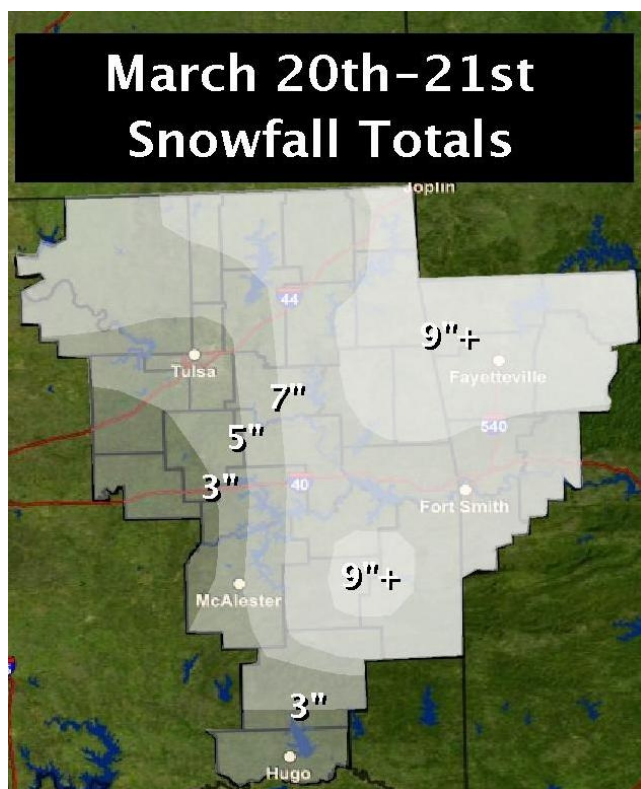 March 20th-21st
Snowfall Totals
Joplin
44
9"+
Tulsa
Fayetteville
7"
5"
540
3"
40
Fort Smith
9"+
McAlester
3"
Hugo